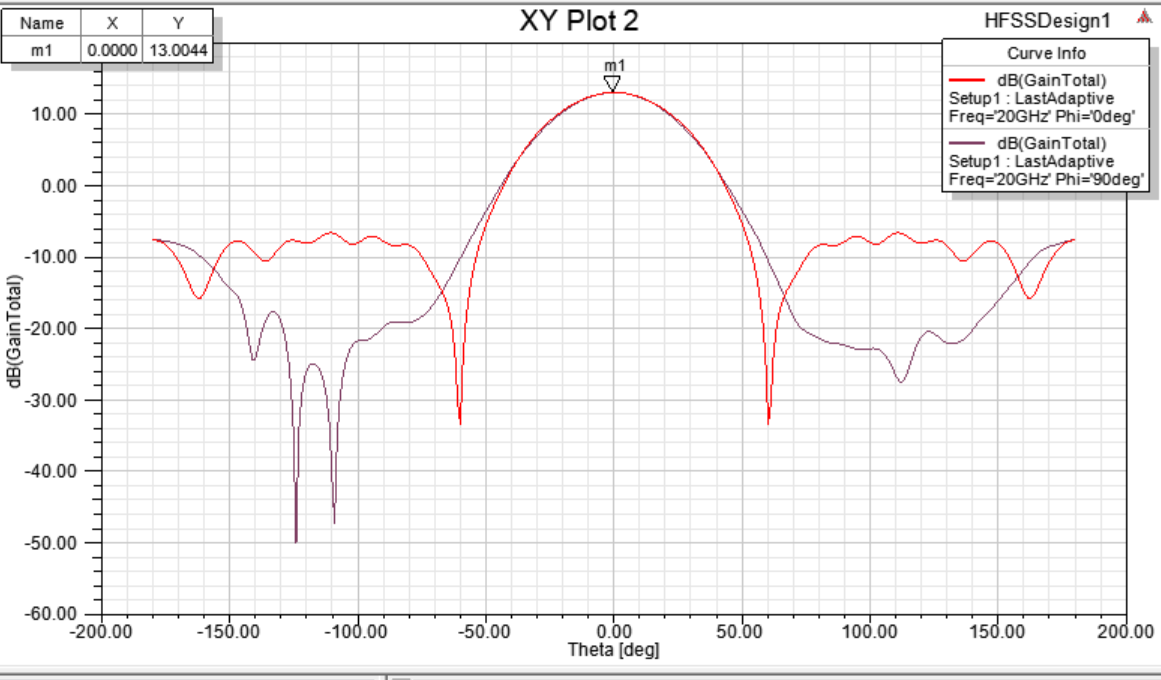 XY Plot 2
HFSSDesign1
Name X Y
m1 0.0000 13.0044
Curve Info
dB(GainTotal)
Setup1 : LastAdaptive
Freq='20GHz' Phi='0deg'
dB(GainTotal)
Setup1 : LastAdaptive
Freq='20GHz' Phi='90deg'
m1
dB(GainTotal)
10.00
0.00
-10.00
-20.00
-30.00
-40.00
-50.00
-60.00
-200.00 -150.00 -100.00 -50.00 0.00 50.00 100.00 150.00 200.00
Theta [deg]